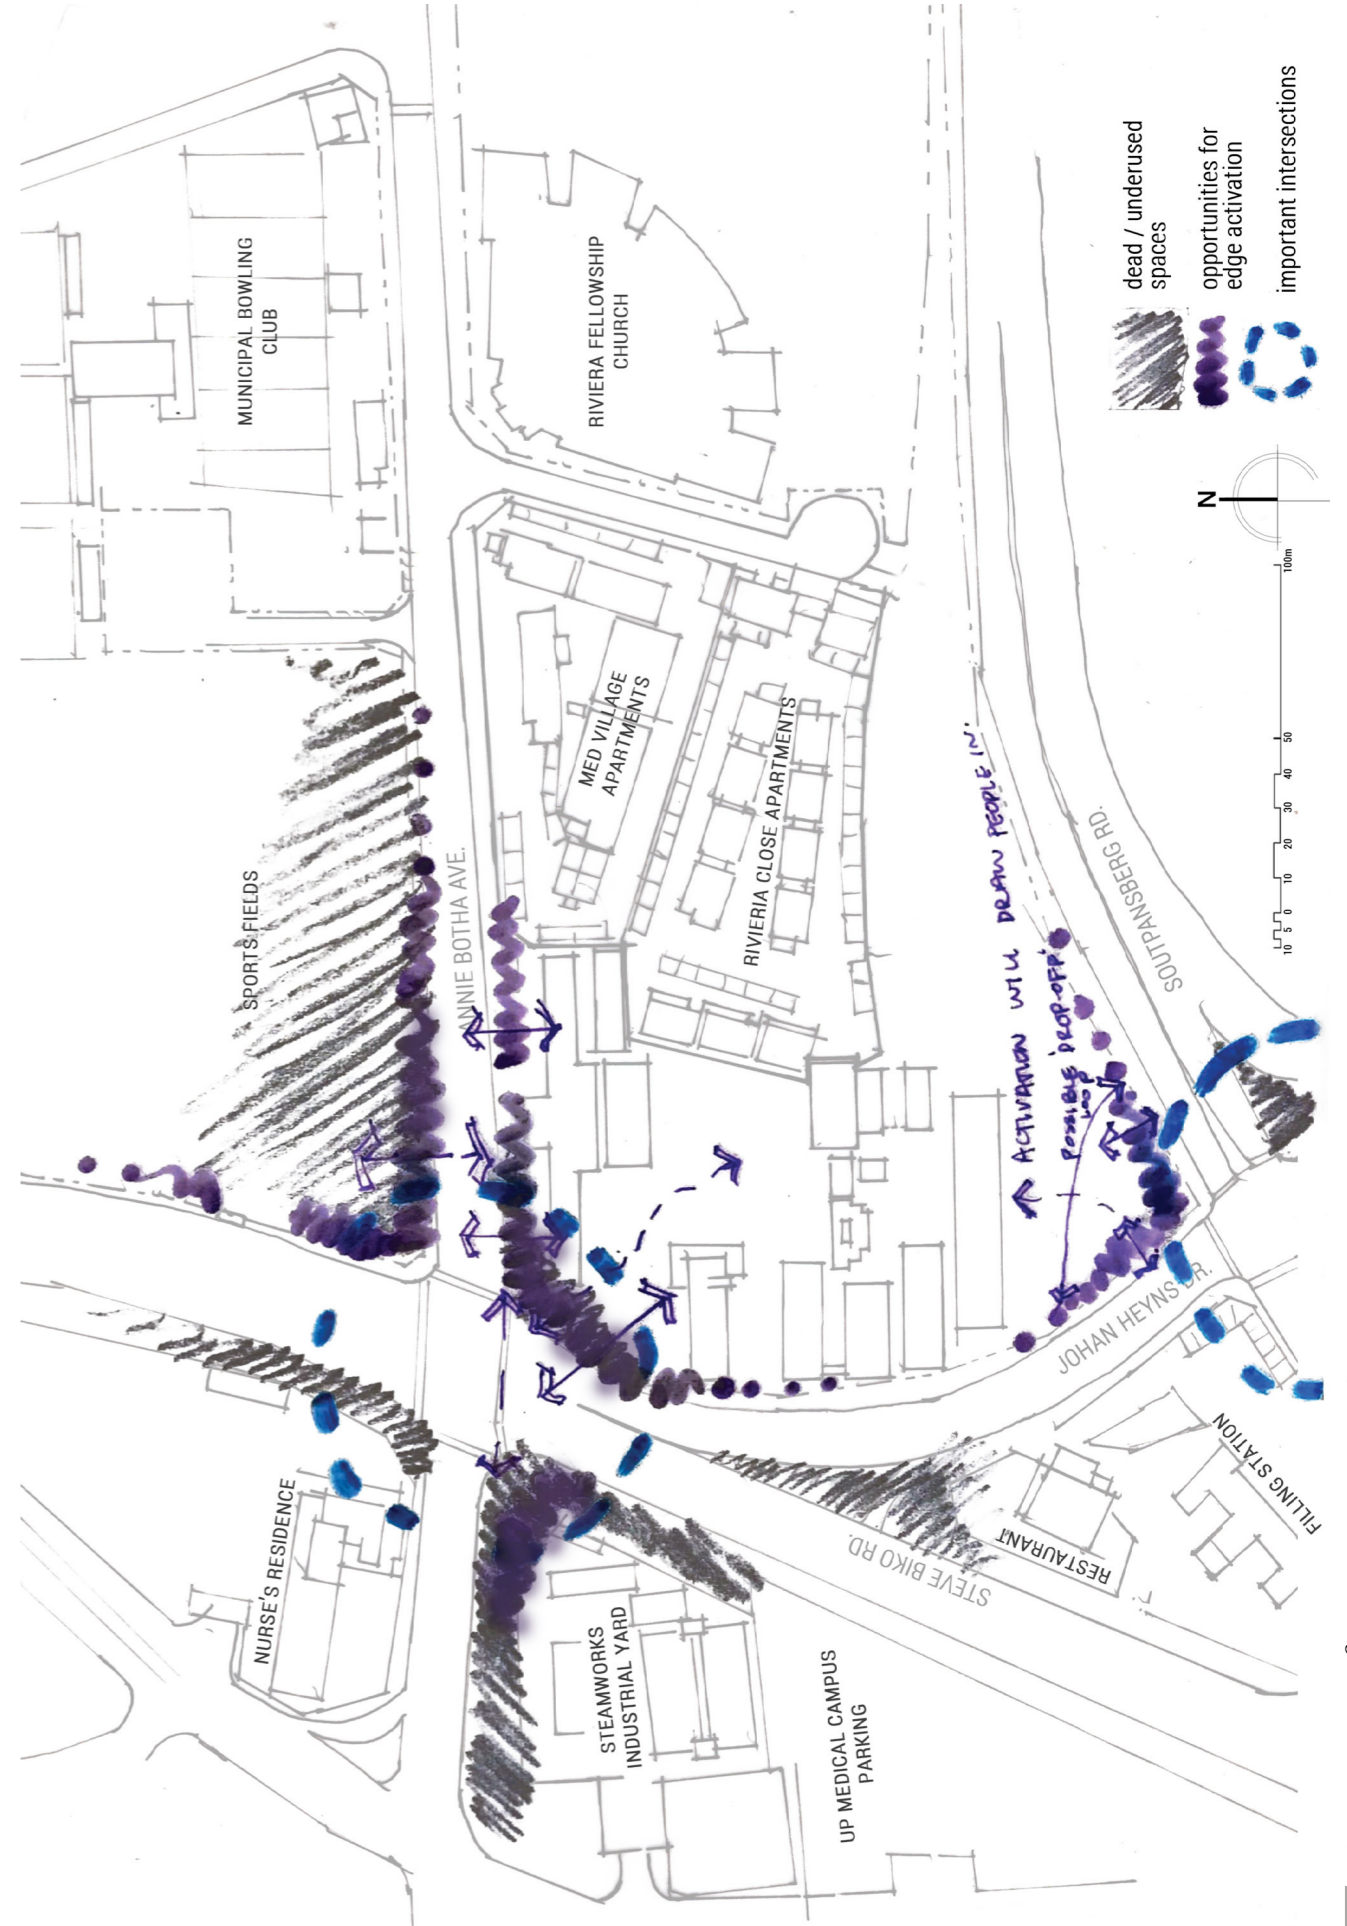 MUNICIPAL BOWLING
CLUB
RIVIERA FELLOWSHIP
CHURCH
SPORTS FIELDS
ANNIE BOTHA AVE.
MED VILLAGE
APARTMENTS
RIVIERIA CLOSE APARTMENTS
NURSE'S RESIDENCE
STEAMWORKS
INDUSTRIAL YARD
UP MEDICAL CAMPUS
PARKING
STEVE BIKO RD.
RESTAURANT
FILLING STATION
JOHAN HEYNS DR.
SOUTPANSBERG RD.
ACTIVATION WILL DRAW PEOPLE IN.
POSSIBLE 'DROP-OFF'
LOOP
dead / underused
spaces
opportunities for
edge activation
important intersections
N
10 5 0 10 20 30 40 50 100m